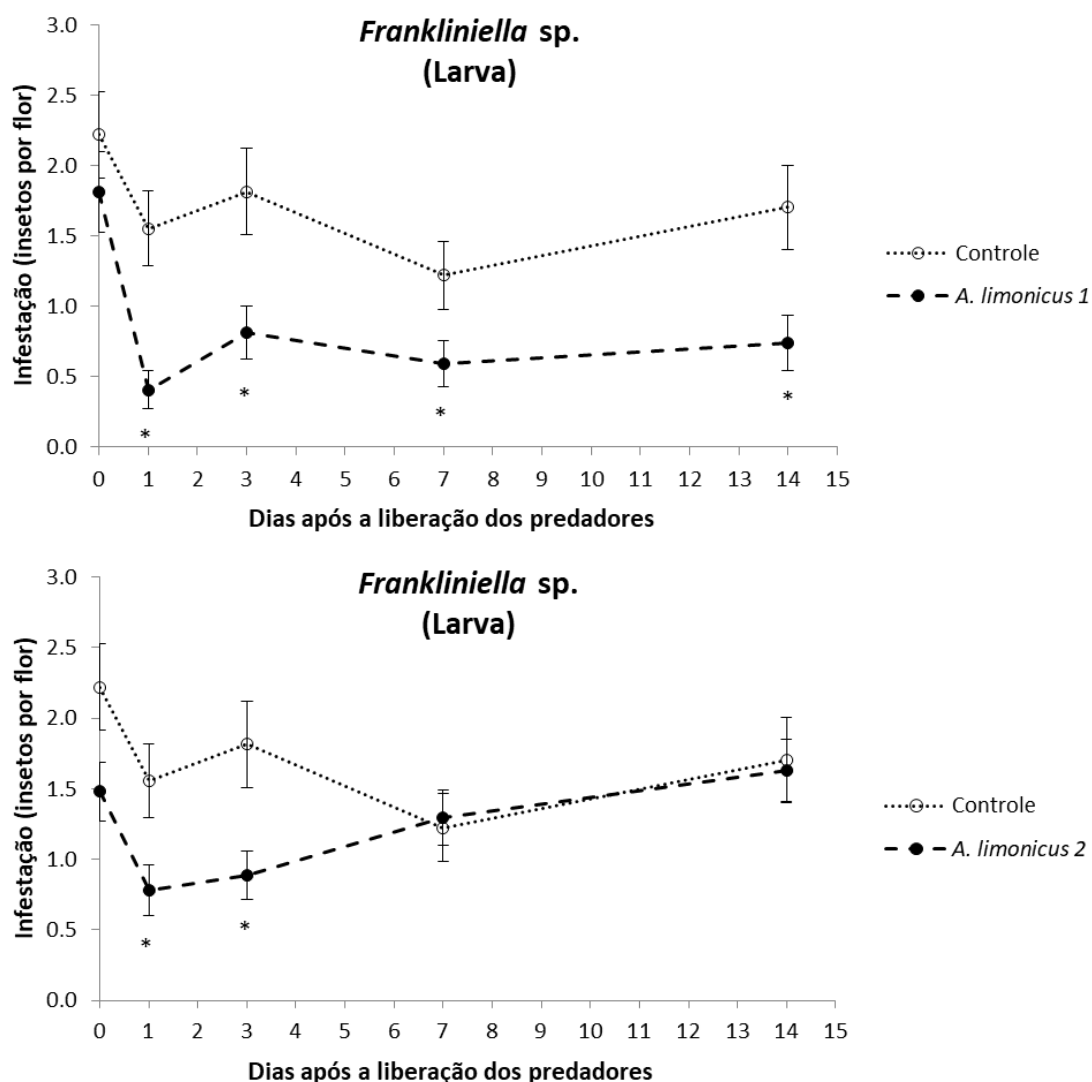 Frankliniella sp.
(Larva)
3.0
2.5
2.0
1.5
1.0
0.5
0.0
Infestação (insetos por flor)
0 1 2 3 4 5 6 7 8 9 10 11 12 13 14 15
Dias após a liberação dos predadores
* * * *
Controle
A. limonicus 1
Frankliniella sp.
(Larva)
3.0
2.5
2.0
1.5
1.0
0.5
0.0
Infestação (insetos por flor)
0 1 2 3 4 5 6 7 8 9 10 11 12 13 14 15
Dias após a liberação dos predadores
* *
Controle
A. limonicus 2